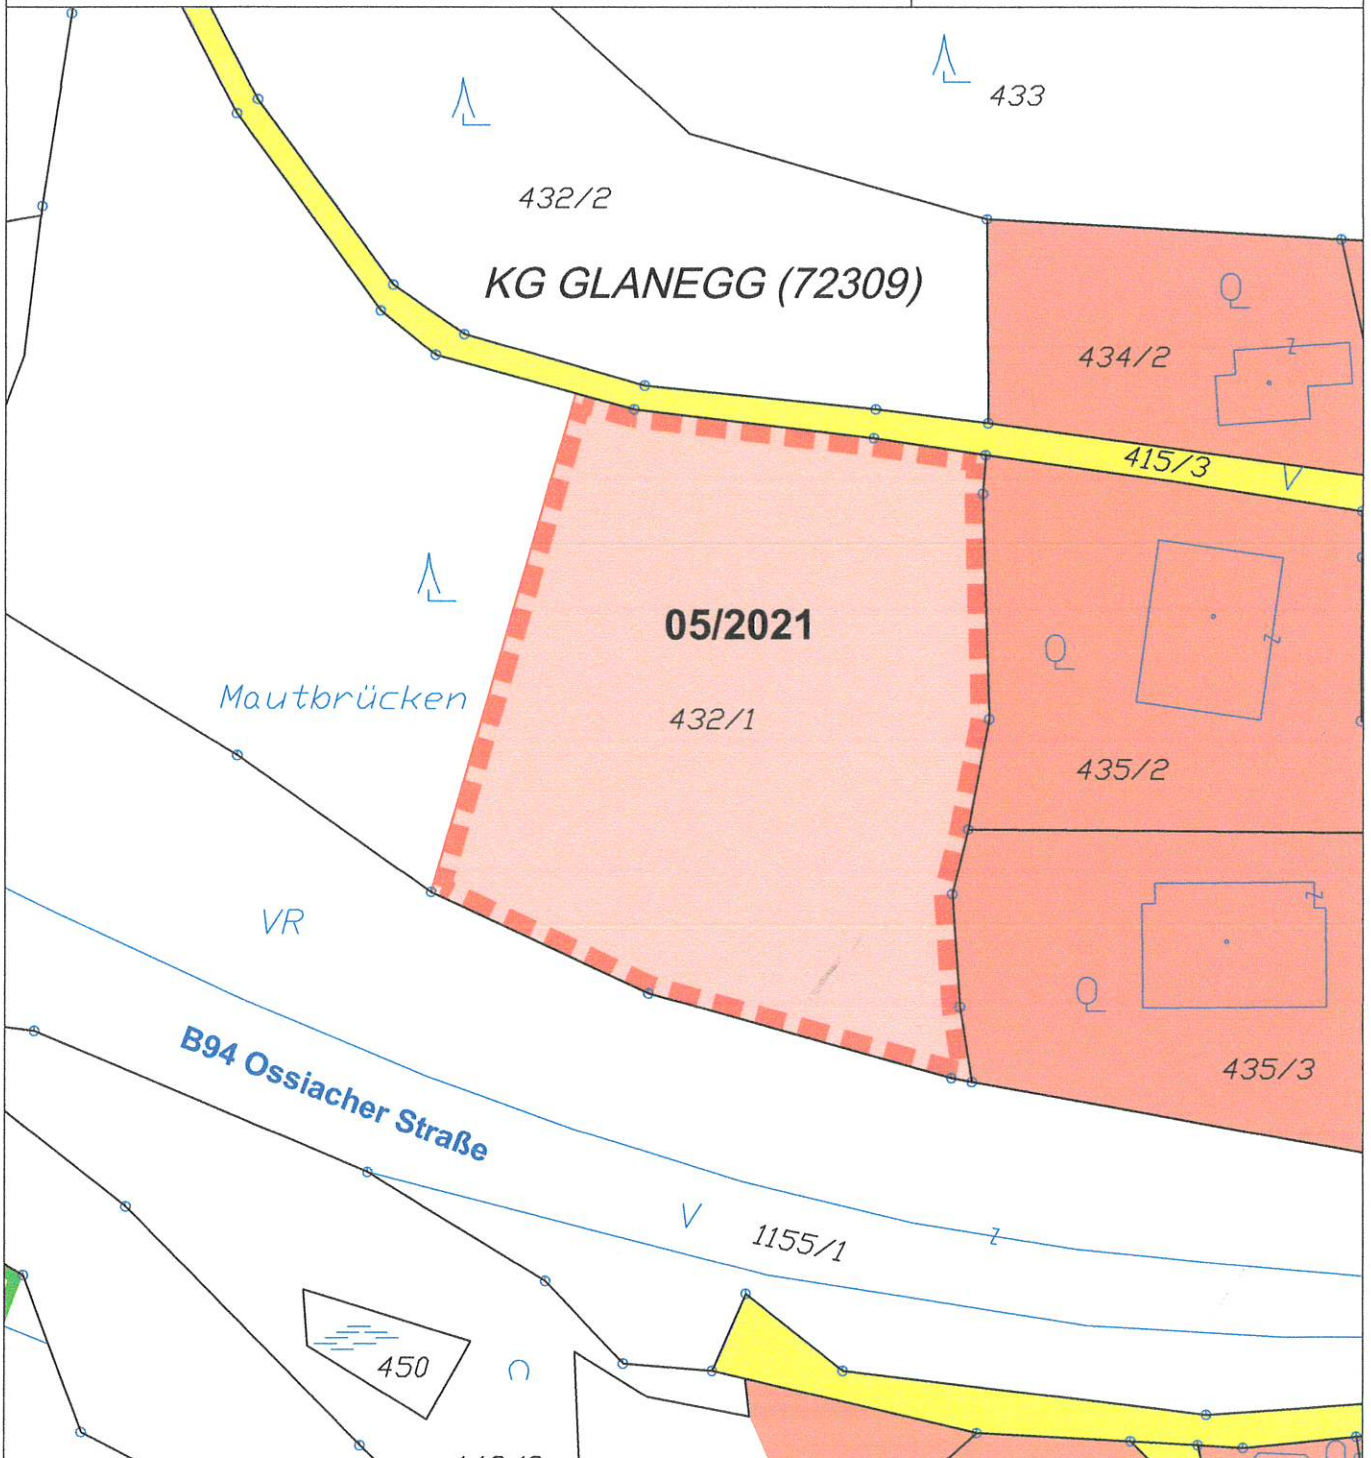 433
432/2
KG GLANEGG (72309)
434/2
415/3
V
05/2021
Mautbrücken
432/1
435/2
VR
B94 Ossiacher Straße
435/3
V
1155/1
450